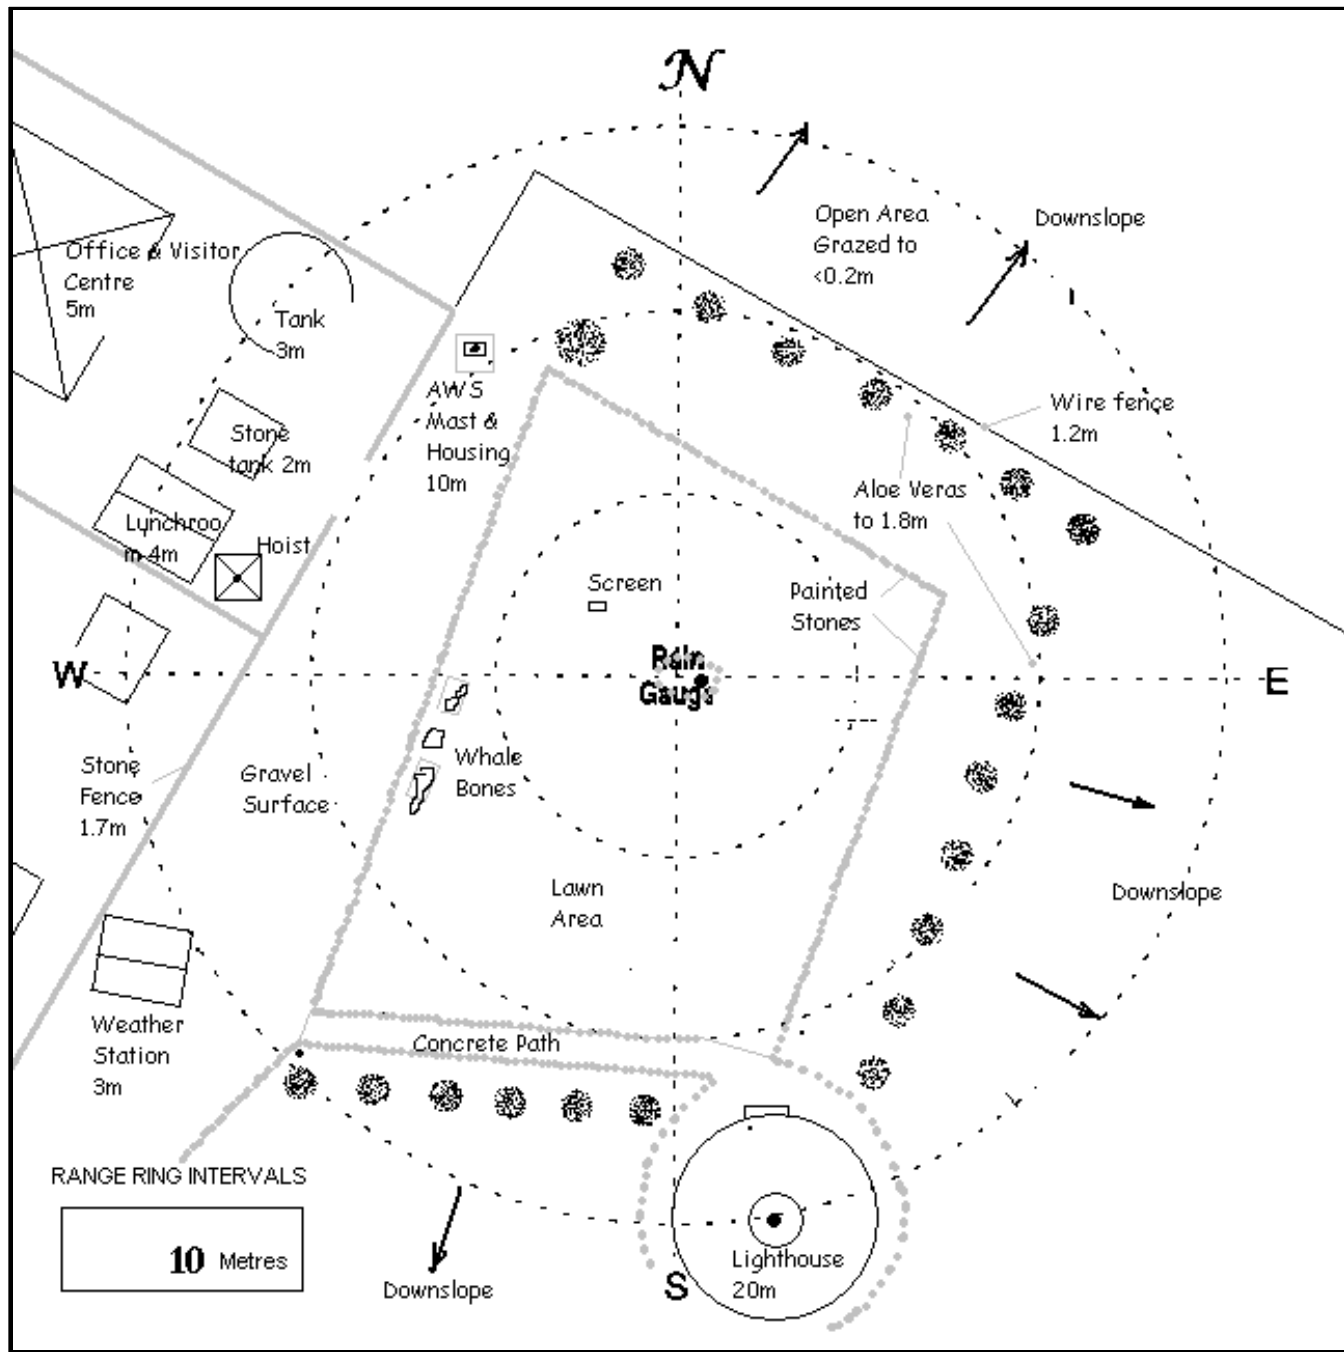 N
Open Area
Grazed to
<0.2m
Downslope
Office & Visitor
Centre
5m
Tank
3m
AWS
Mast &
Housing
10m
Wire fence
1.2m
Stone
tank 2m
Aloe Veras
to 1.8m
Lynchroo
m 4m
Hoist
Screen
Painted
Stones
W
Rain
Gauge
E
Stone
Fence
1.7m
Gravel
Surface
Whale
Bones
Lawn
Area
Downslope
Weather
Station
3m
Concrete Path
RANGE RING INTERVALS
10 Metres
Downslope
S
Lighthouse
20m